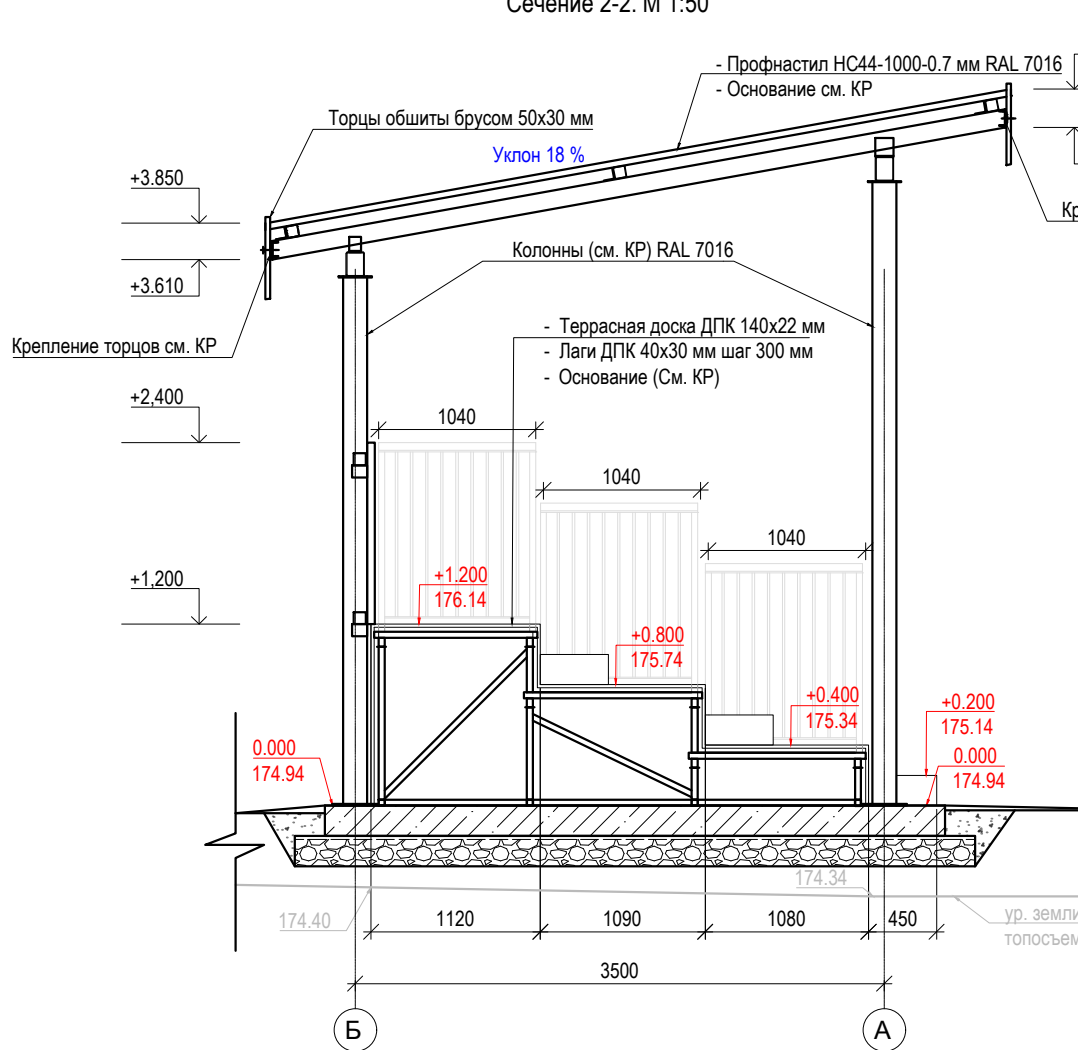 Сечение 2-2. М 1:50
- Профнастил НС44-1000-0.7 мм RAL 7016
- Основание см. КР
Торцы обшиты брусом 50х30 мм
Уклон 18 %
+3.850
+3.610
Колонны (см. КР) RAL 7016
Крепление торцов см. КР
- Террасная доска ДПК 140х22 мм
- Лаги ДПК 40х30 мм шаг 300 мм
- Основание (См. КР)
+2,400
1040
1040
1040
+1,200
+1.200
176.14
+0.800
175.74
+0.400
175.34
+0.200
175.14
0.000
174.94
0.000
174.94
174.34
174.40
1120
1090
1080
450
ур. земли
3500
Б
А